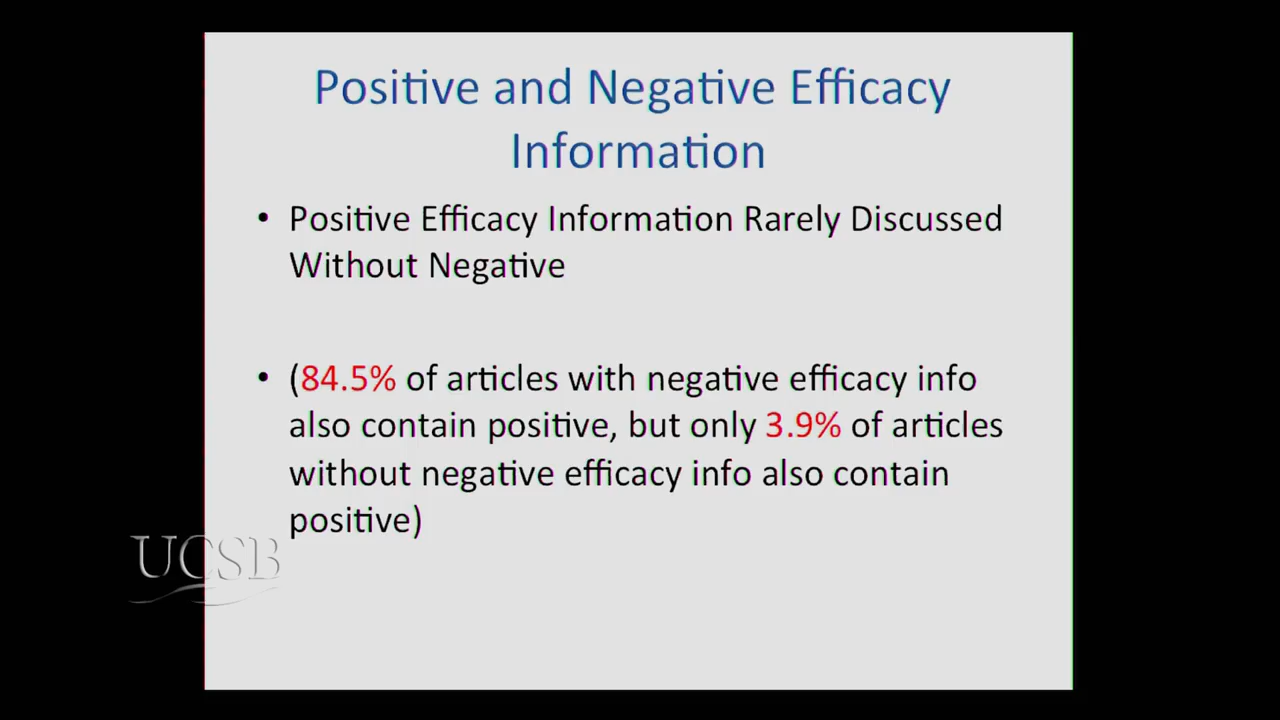 Positive and Negative Efficacy
Information
• Positive Efficacy Information Rarely Discussed
Without Negative
• (84.5% of articles with negative efficacy info
also contain positive, but only 3.9% of articles
without negative efficacy info also contain
positive)
UCSB